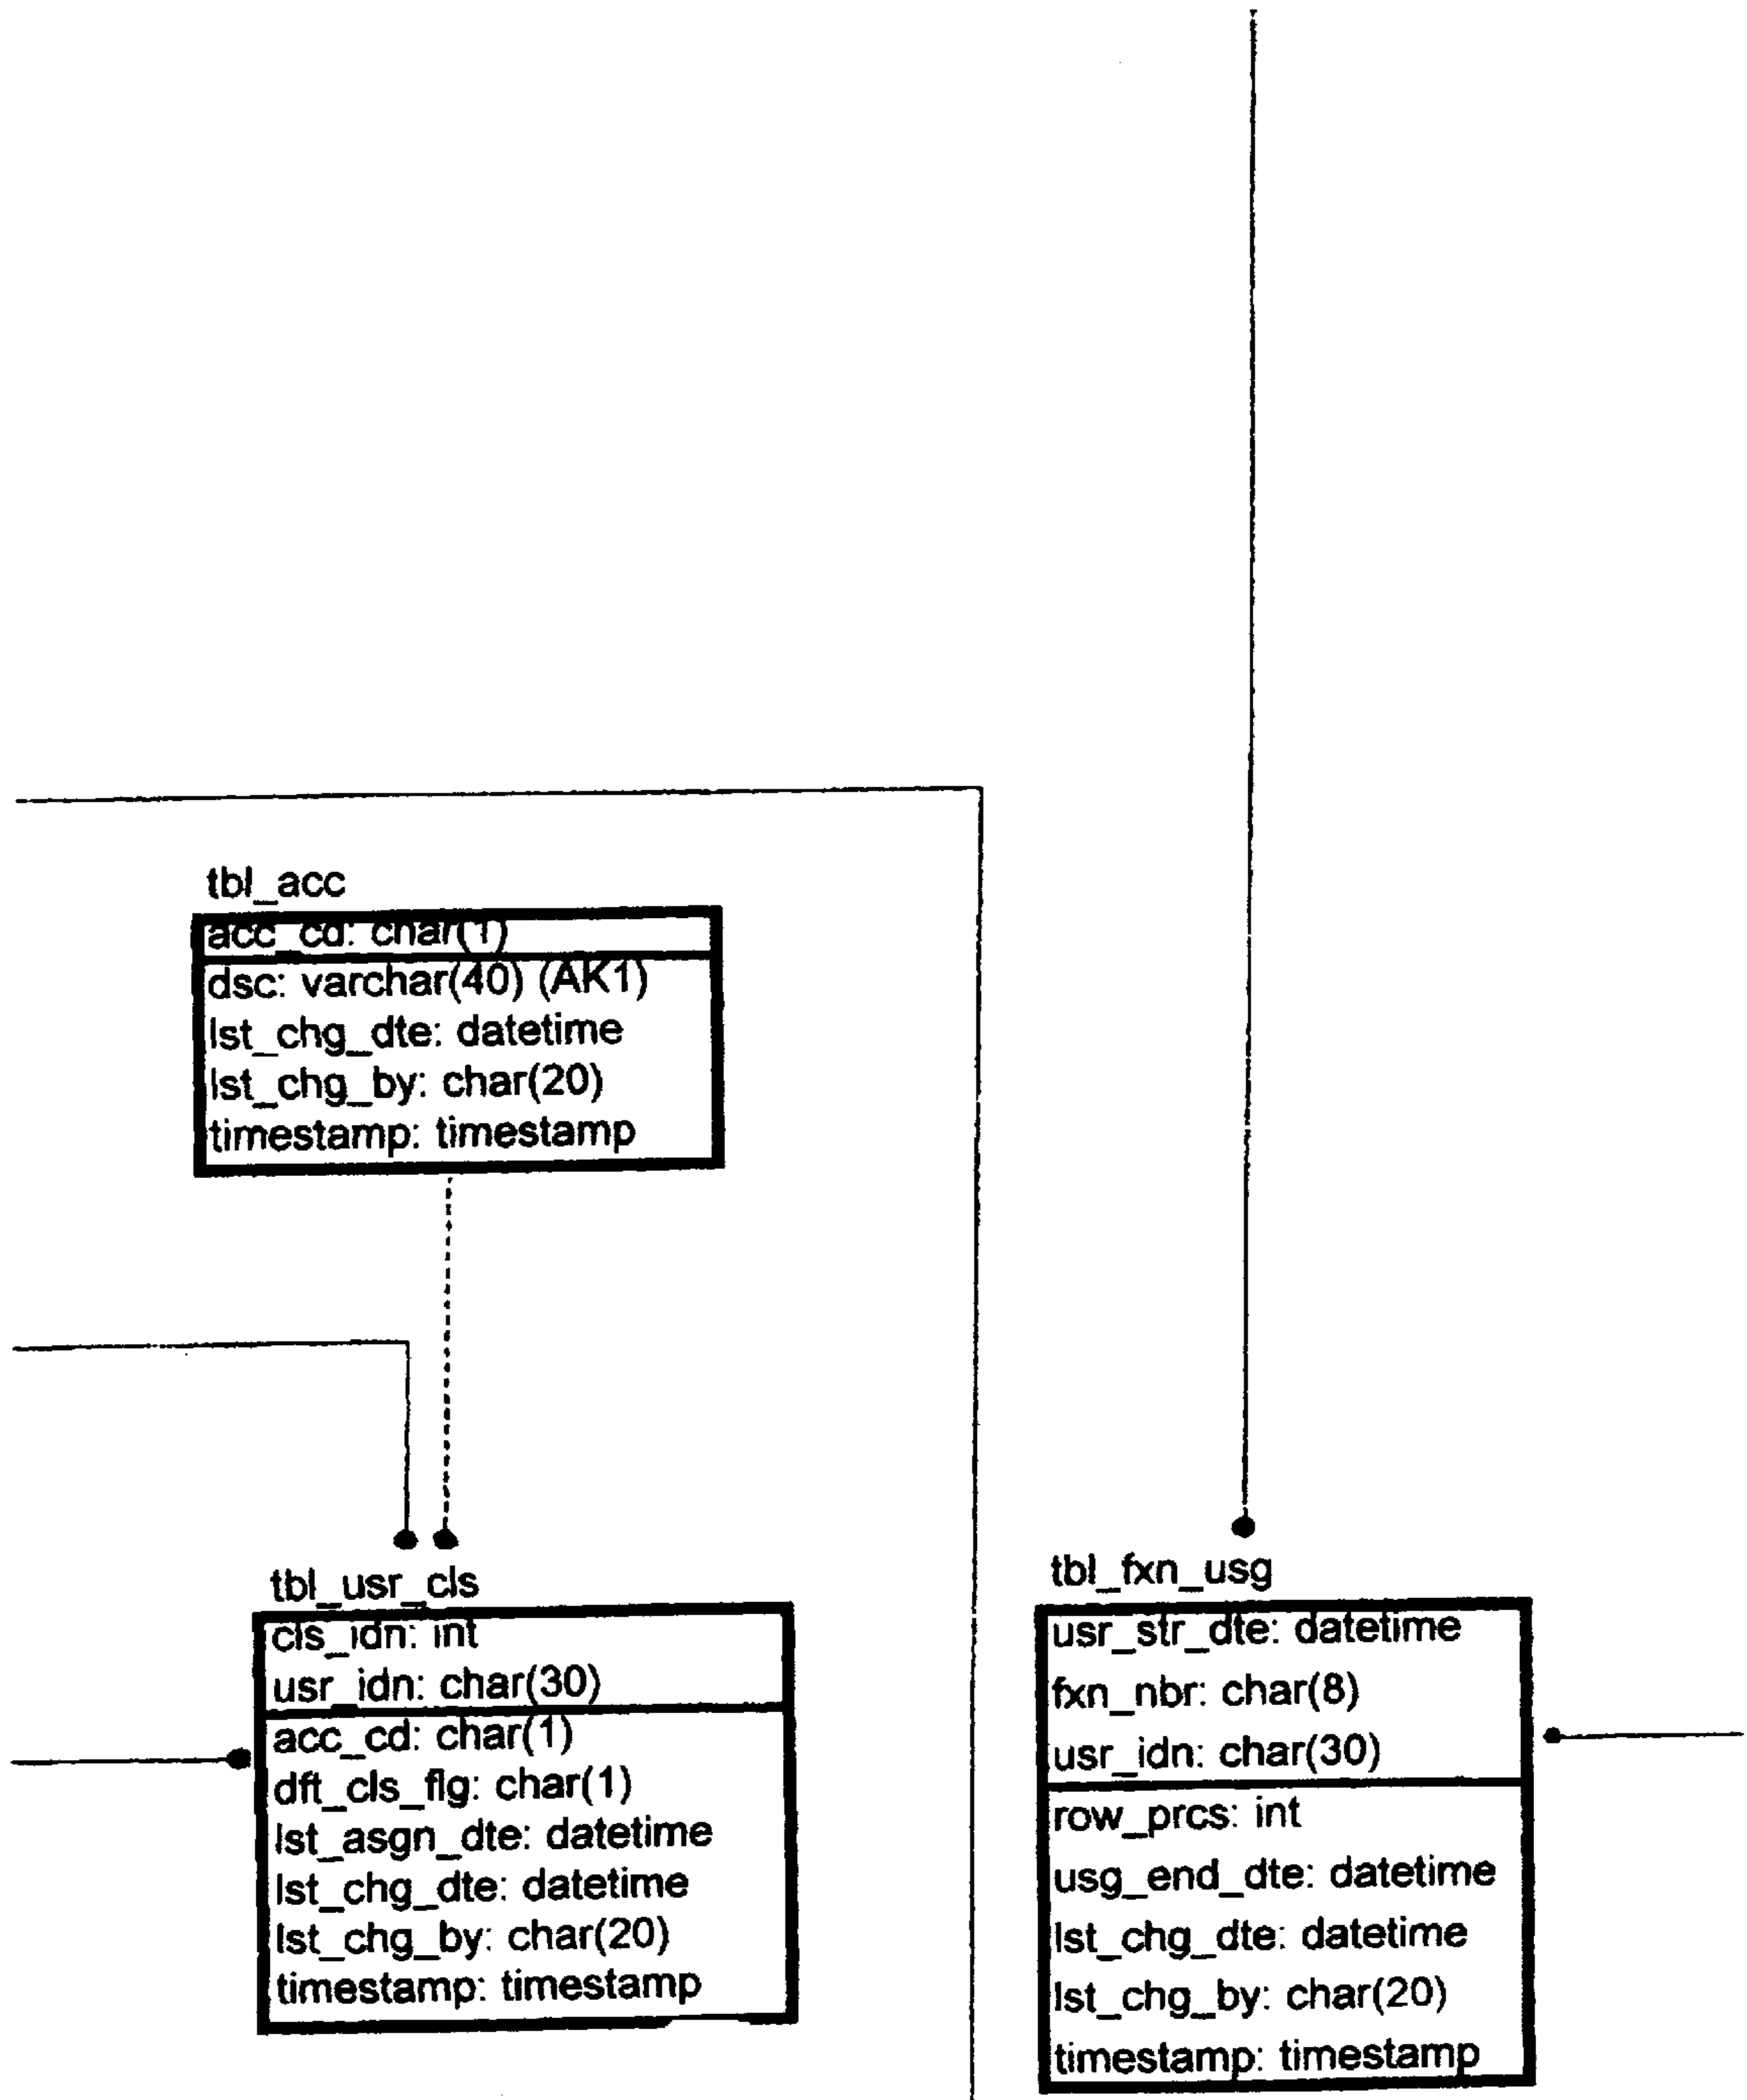 tbl_acc
acc_cd: char(1)
dsc: varchar(40) (AK1)
lst_chg_dte: datetime
lst_chg_by: char(20)
timestamp: timestamp
tbl_usr_cls
cls_idn: int
usr_idn: char(30)
acc_cd: char(1)
dft_cls_flg: char(1)
lst_asgn_dte: datetime
lst_chg_dte: datetime
lst_chg_by: char(20)
timestamp: timestamp
tbl_fxn_usg
usr_str_dte: datetime
fxn_nbr: char(8)
usr_idn: char(30)
row_prcs: int
usg_end_dte: datetime
lst_chg_dte: datetime
lst_chg_by: char(20)
timestamp: timestamp